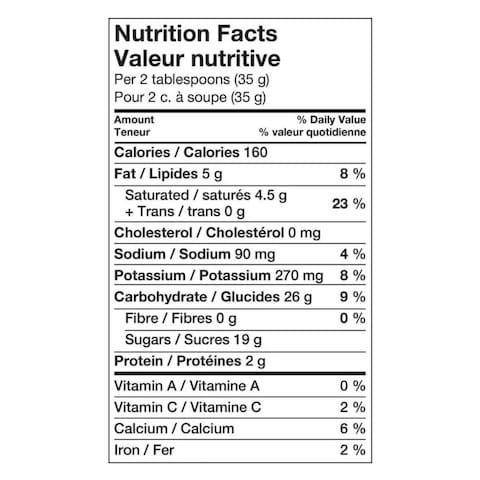 Nutrition Facts
Valeur nutritive
Per 2 tablespoons (35 g)
Pour 2 c. à soupe (35 g)
Amount % Daily Value
Teneur % valeur quotidienne
Calories / Calories 160
Fat / Lipides 5 g 8 %
Saturated / saturés 4.5 g
+ Trans / trans 0 g 23 %
Cholesterol / Cholestérol 0 mg
Sodium / Sodium 90 mg 4 %
Potassium / Potassium 270 mg 8 %
Carbohydrate / Glucides 26 g 9 %
Fibre / Fibres 0 g 0 %
Sugars / Sucres 19 g
Protein / Protéines 2 g
Vitamin A / Vitamine A 0 %
Vitamin C / Vitamine C 2 %
Calcium / Calcium 6 %
Iron / Fer 2 %